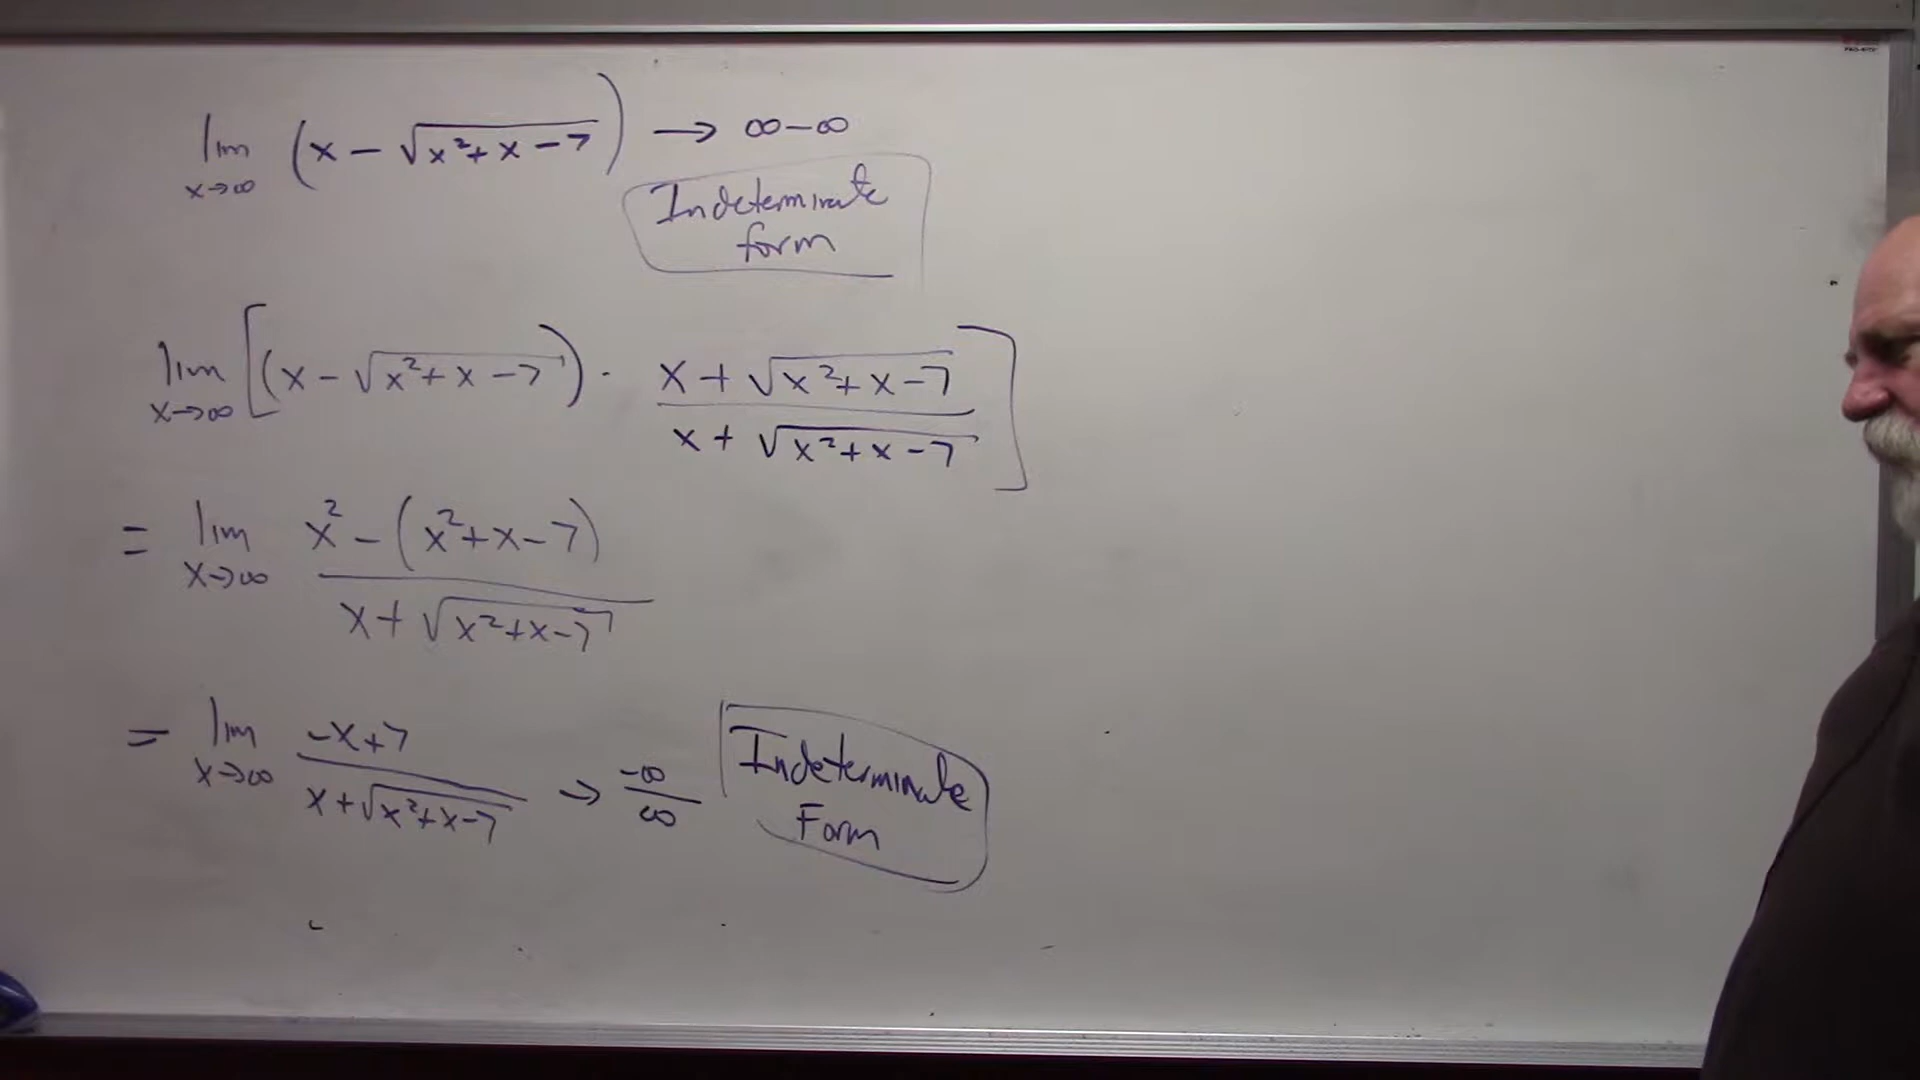 lim x→∞ (x - √(x²+x-7)) → ∞-∞
Indeterminate
form
lim x→∞ [(x - √(x²+x-7)) · (x + √(x²+x-7))/(x + √(x²+x-7))]
= lim x→∞ (x² - (x²+x-7))/(x + √(x²+x-7))
= lim x→∞ (-x+7)/(x+√(x²+x-7)) → -∞/∞
Indeterminate
Form